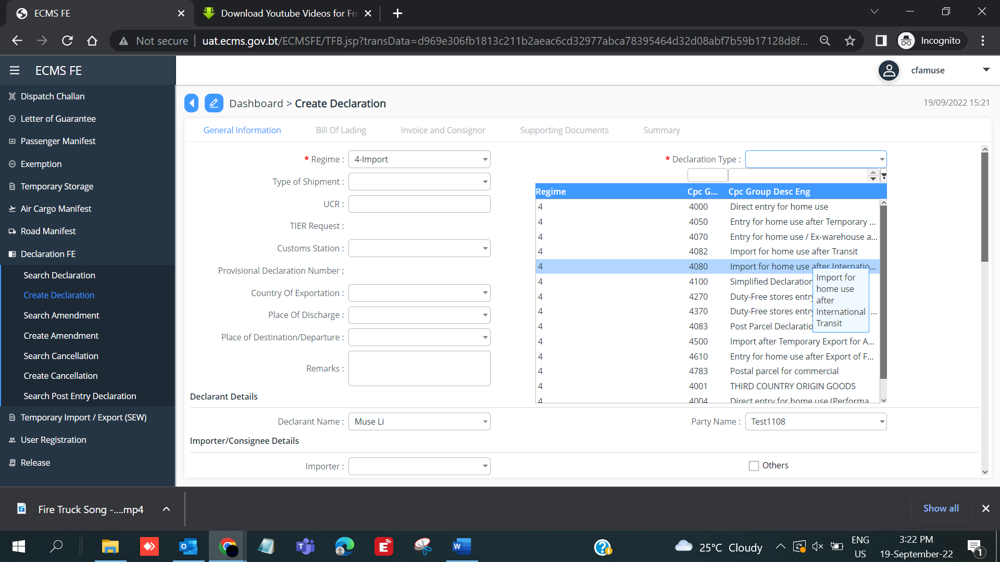 ECMS FE
Download Youtube Videos for Fre
Not secure
uat.ecms.gov.bt/ECMSFE/TFB.jsp?transData=d969e306fb1813c211b2aeac6cd32977abca78395464d32d08abf7b59b17128d8f...
Incognito
ECMS FE
cfamuse
Dispatch Challan
Letter of Guarantee
Passenger Manifest
Exemption
Temporary Storage
Air Cargo Manifest
Road Manifest
Declaration FE
Search Declaration
Create Declaration
Search Amendment
Create Amendment
Search Cancellation
Create Cancellation
Search Post Entry Declaration
Temporary Import / Export (SEW)
User Registration
Release
Dashboard > Create Declaration
19/09/2022 15:21
General Information
Bill Of Lading
Invoice and Consignor
Supporting Documents
Summary
* Regime : 4-Import
* Declaration Type :
Type of Shipment :
UCR :
TIER Request :
Customs Station :
Provisional Declaration Number :
Country Of Exportation :
Place Of Discharge :
Place of Destination/Departure :
Remarks :
Regime Cpc G... Cpc Group Desc Eng
4 4000 Direct entry for home use
4 4050 Entry for home use after Temporary ...
4 4070 Entry for home use / Ex-warehouse a...
4 4082 Import for home use after Transit
4 4080 Import for home use after Internatio...
4 4100 Simplified Declaration
4 4270 Duty-Free stores entry
4 4370 Duty-Free stores entry ...
4 4083 Post Parcel Declaratio
4 4500 Import after Temporary Export for A...
4 4610 Entry for home use after Export of F...
4 4783 Postal parcel for commercial
4 4001 THIRD COUNTRY ORIGIN GOODS
4 4004 Direct entry for home use (Performa
Import for
home use
after
International
Transit
Declarant Details
Declarant Name : Muse Li
Party Name : Test1108
Importer/Consignee Details
Importer :
Others
Fire Truck Song -....mp4
Show all
25°C Cloudy
ENG
US
3:22 PM
19-September-22
1